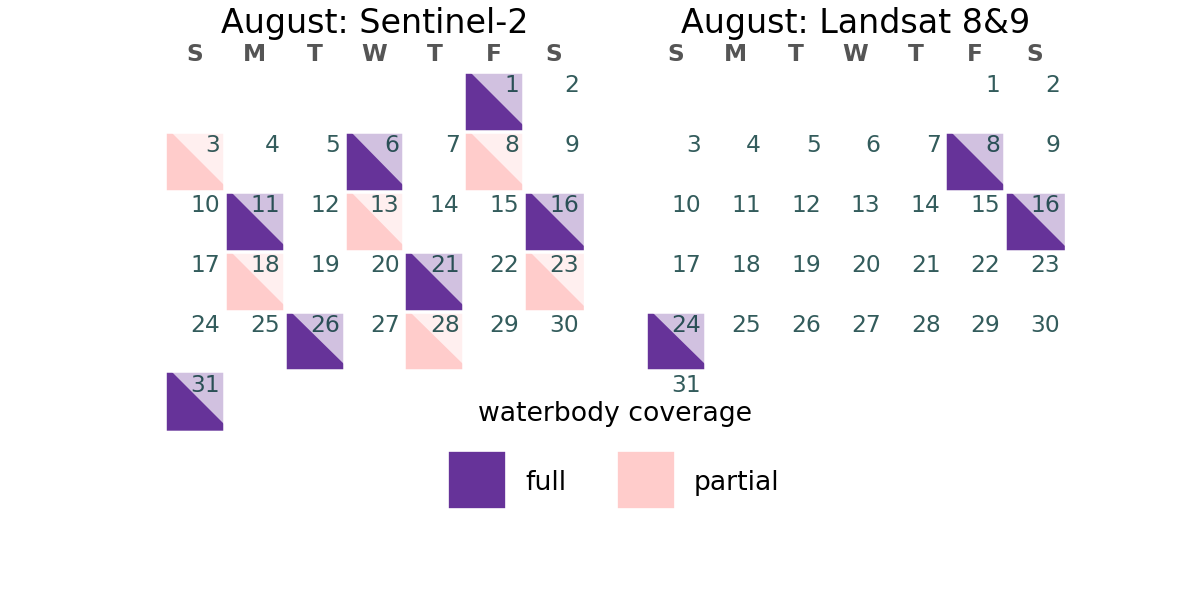 August: Sentinel-2
S M T W T F S
1 2
3 4 5 6 7 8 9
10 11 12 13 14 15 16
17 18 19 20 21 22 23
24 25 26 27 28 29 30
31
August: Landsat 8&9
S M T W T F S
1 2
3 4 5 6 7 8 9
10 11 12 13 14 15 16
17 18 19 20 21 22 23
24 25 26 27 28 29 30
31
waterbody coverage
full
partial